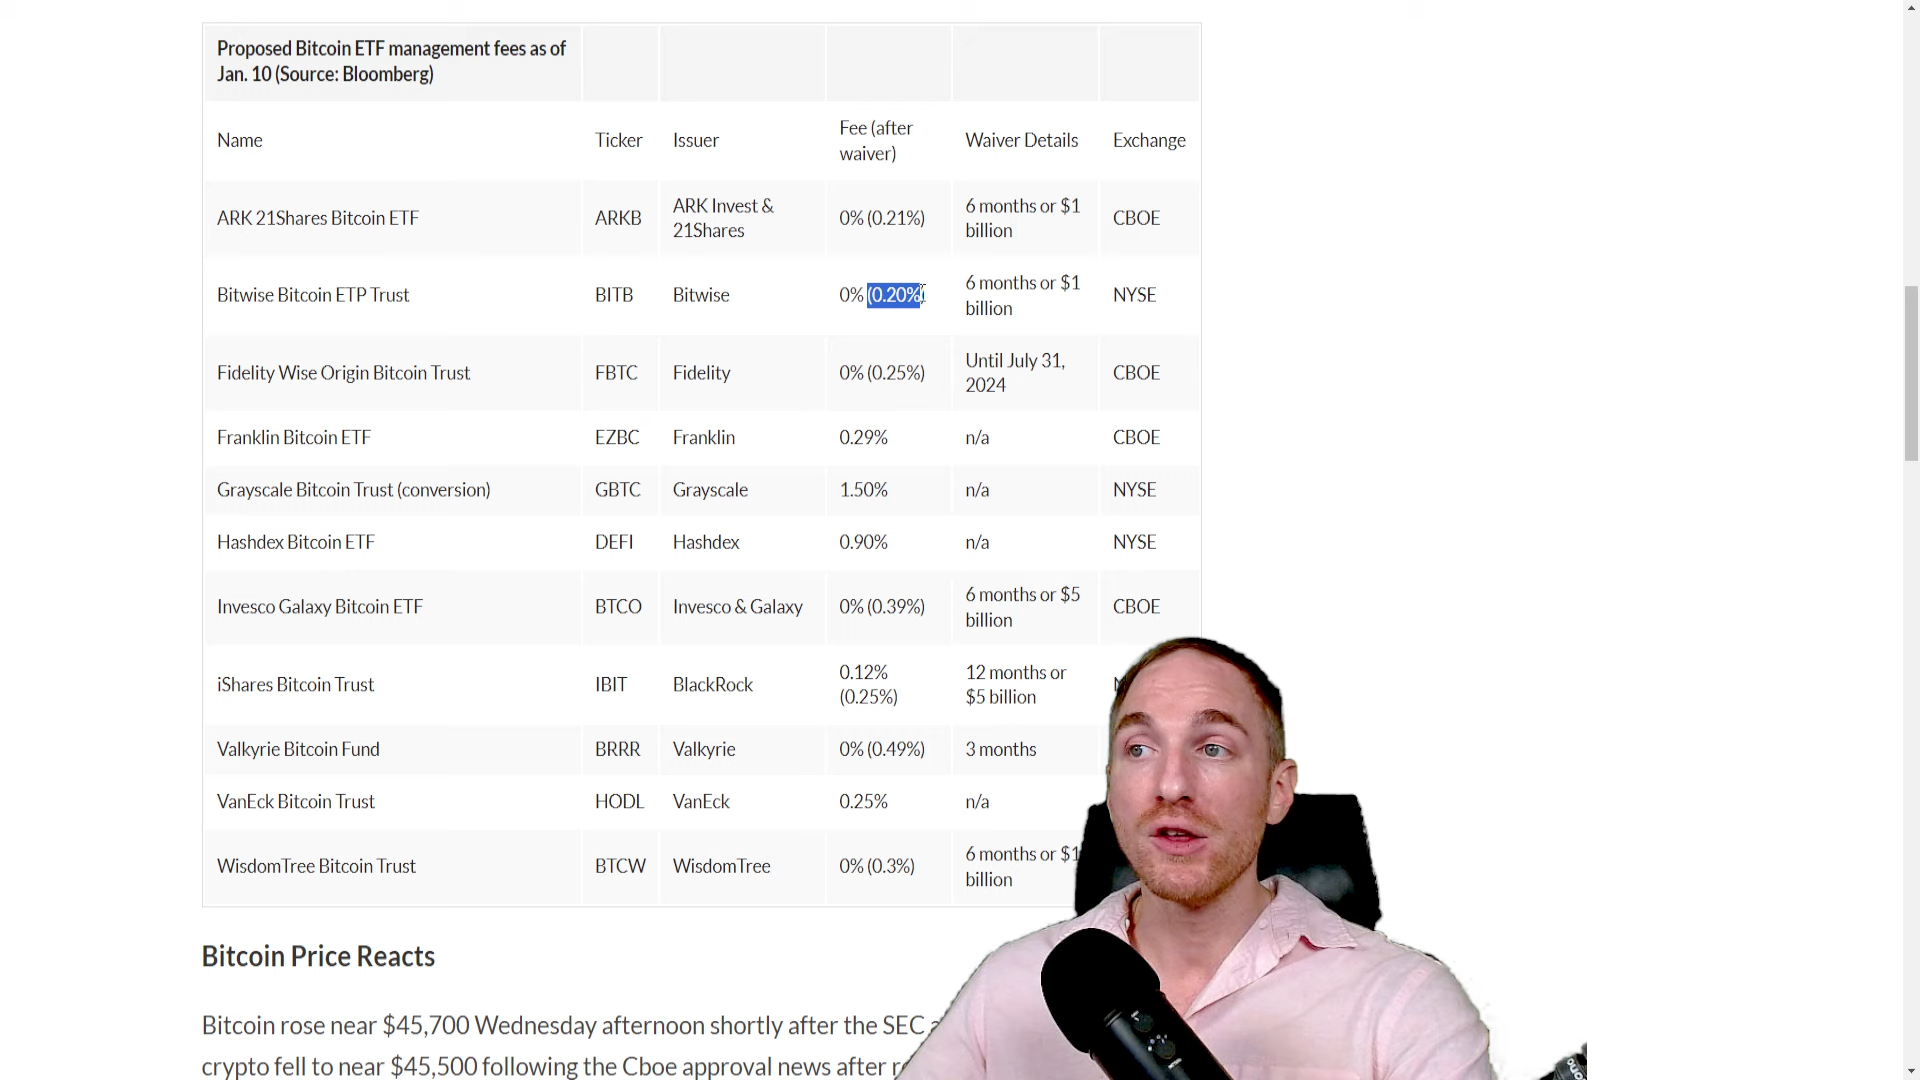 Proposed Bitcoin ETF management fees as of
Jan. 10 (Source: Bloomberg)
Name Ticker Issuer Fee (after waiver) Waiver Details Exchange
ARK 21Shares Bitcoin ETF ARKB ARK Invest & 21Shares 0% (0.21%) 6 months or $1 billion CBOE
Bitwise Bitcoin ETP Trust BITB Bitwise 0% (0.20%) 6 months or $1 billion NYSE
Fidelity Wise Origin Bitcoin Trust FBTC Fidelity 0% (0.25%) Until July 31, 2024 CBOE
Franklin Bitcoin ETF EZBC Franklin 0.29% n/a CBOE
Grayscale Bitcoin Trust (conversion) GBTC Grayscale 1.50% n/a NYSE
Hashdex Bitcoin ETF DEFI Hashdex 0.90% n/a NYSE
Invesco Galaxy Bitcoin ETF BTCO Invesco & Galaxy 0% (0.39%) 6 months or $5 billion CBOE
iShares Bitcoin Trust IBIT BlackRock 0.12% (0.25%) 12 months or $5 billion
Valkyrie Bitcoin Fund BRRR Valkyrie 0% (0.49%) 3 months
VanEck Bitcoin Trust HODL VanEck 0.25% n/a
WisdomTree Bitcoin Trust BTCW WisdomTree 0% (0.3%) 6 months or $1 billion
Bitcoin Price Reacts
Bitcoin rose near $45,700 Wednesday afternoon shortly after the SEC
crypto fell to near $45,500 following the Cboe approval news after